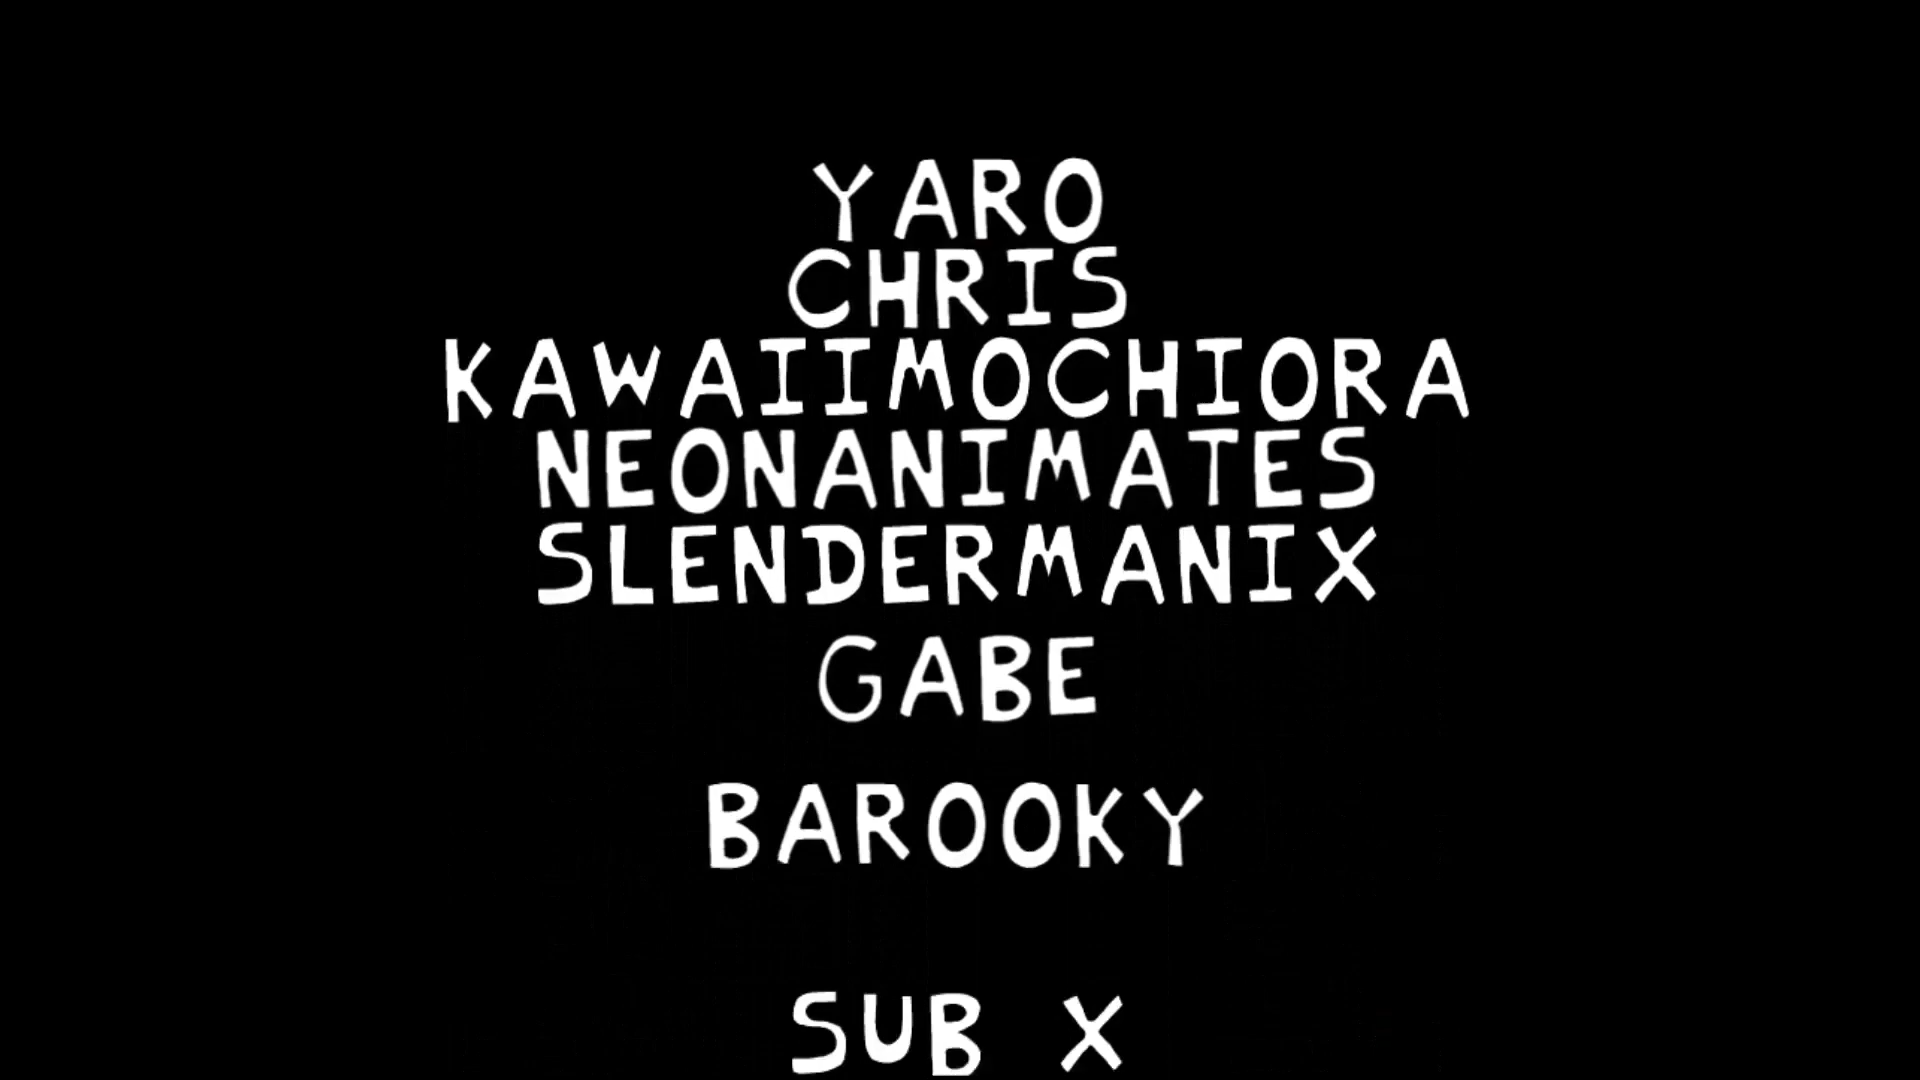 YARO
CHRIS
KAWAIIMOCHIORA
NEONANIMATES
SLENDERMANIX
GABE
BAROOKY
SUB X